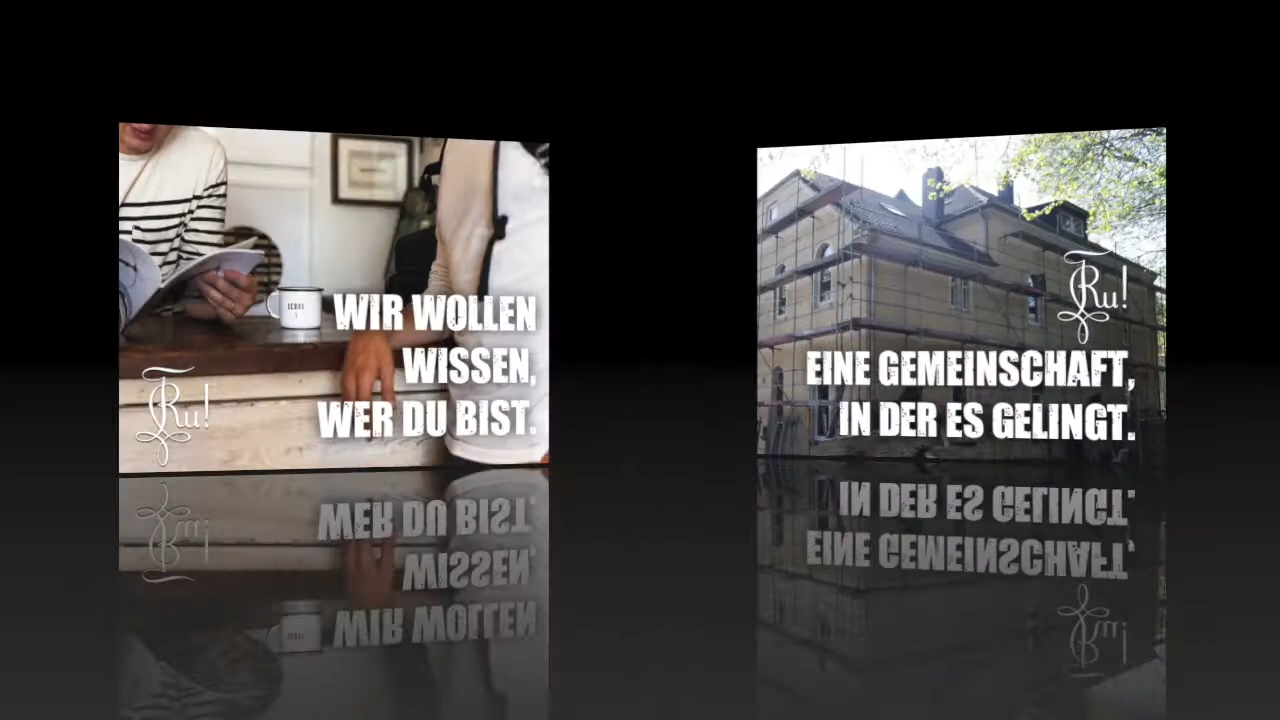 WIR WOLLEN
WISSEN,
WER DU BIST.
Ru!
Ru!
EINE GEMEINSCHAFT,
IN DER ES GELINGT.